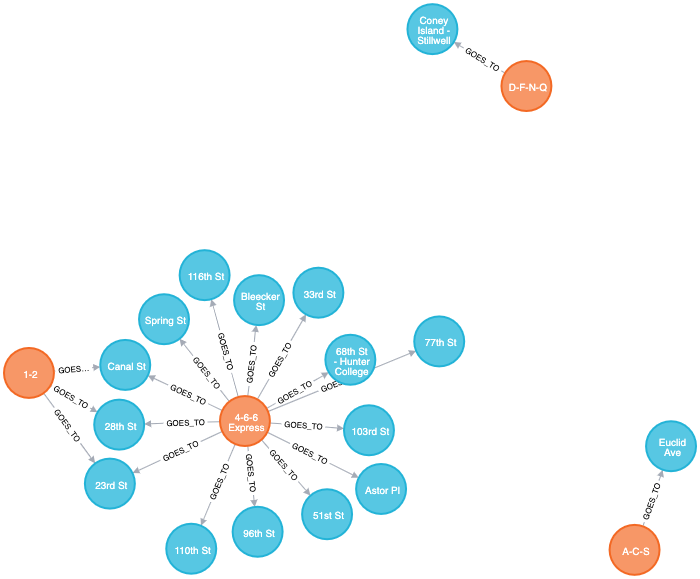 Coney
Island -
Stillwell
GOES_TO
D-F-N-Q
116th St
Bleecker
St
33rd St
Spring St
77th St
GOES_TO
GOES_TO
GOES_TO
GOES_TO
68th St
- Hunter
College
Canal St
GOES...
1-2
GOES_TO
GOES_TO
GOES_TO
GOES_TO
28th St
GOES_TO
4-6-6
Express
GOES_TO
103rd St
GOES_TO
GOES_TO
GOES_TO
Euclid
Ave
23rd St
GOES_TO
GOES_TO
GOES_TO
Astor Pl
GOES_TO
51st St
96th St
110th St
A-C-S